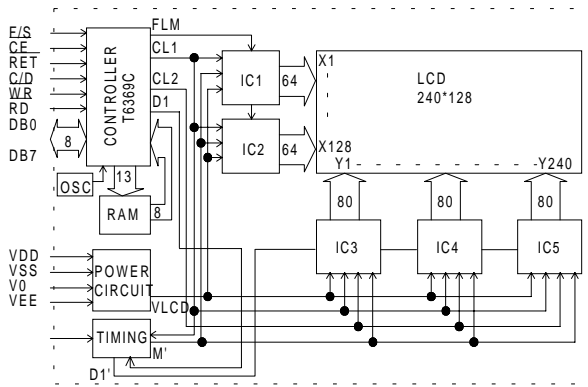 F/S
CE
RET
C/D
WR
RD
DB0
8
DB7
CONTROLLER
T6369C
FLM
CL1
CL2
D1
OSC
13
RAM
8
IC1
64
IC2
64
X1
LCD
240*128
X128
Y1
Y240
80
80
80
IC3
IC4
IC5
VDD
VSS
V0
VEE
POWER
CIRCUIT
VLCD
TIMING
M'
D1'